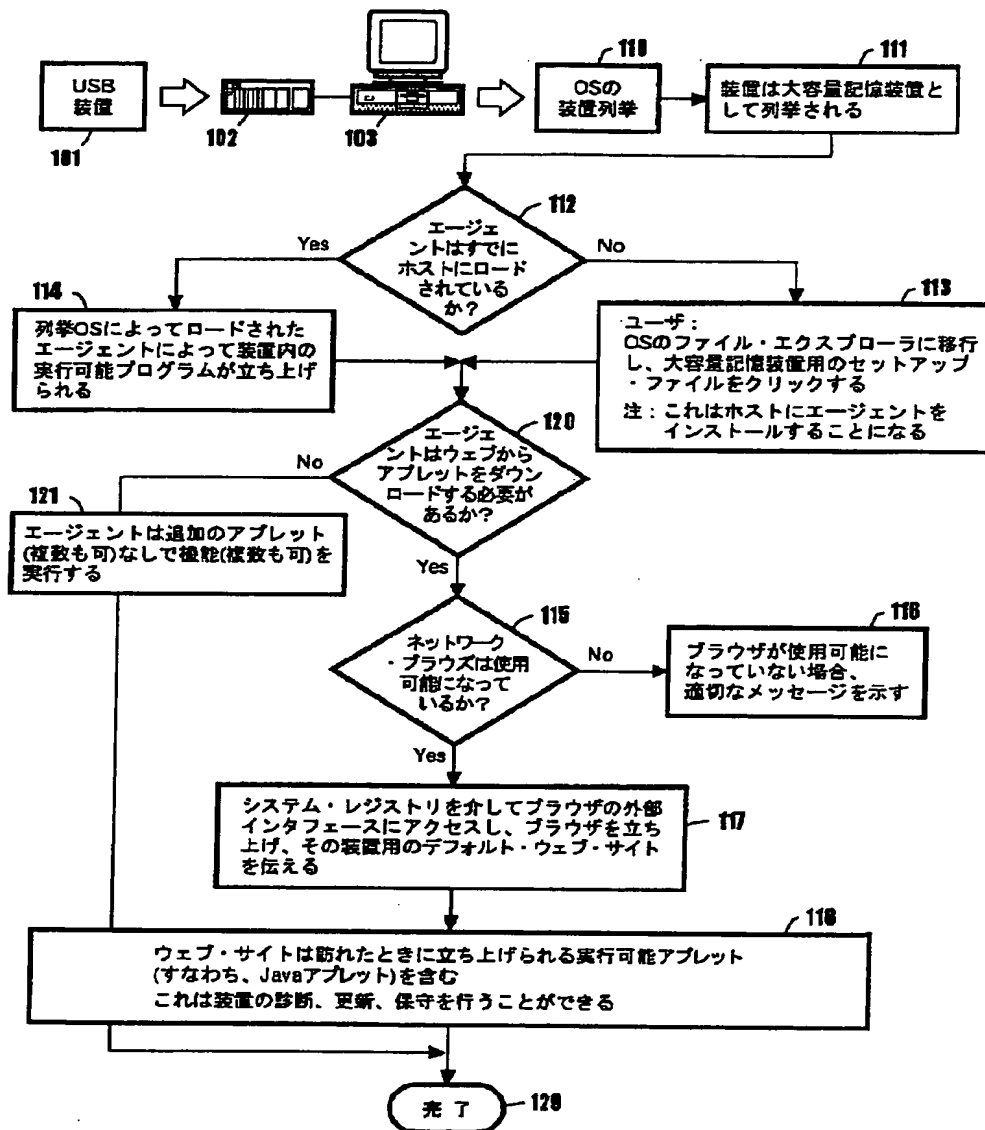 USB
装置
101
102
103
110
OSの
装置列挙
111
装置は大容量記憶装置と
して列挙される
112
エージェ
ントはすでに
ホストにロード
されている
か?
Yes
No
114
列挙OSによってロードされた
エージェントによって装置内の
実行可能プログラムが立ち上げ
られる
113
ユーザ:
OSのファイル・エクスプローラに移行
し、大容量記憶装置用のセットアップ
・ファイルをクリックする
注:これはホストにエージェントを
インストールすることになる
120
エージェ
ントはウェブから
アプレットをダウン
ロードする必要が
あるか?
No
Yes
121
エージェントは追加のアプレット
(複数も可)なしで機能(複数も可)を
実行する
115
ネットワーク
・ブラウズは使用
可能になって
いるか?
No
Yes
116
ブラウザが使用可能に
なっていない場合、
適切なメッセージを示す
システム・レジストリを介してブラウザの外部
インタフェースにアクセスし、ブラウザを立ち
上げ、その装置用のデフォルト・ウェブ・サイト
を伝える
117
118
ウェブ・サイトは訪れたときに立ち上げられる実行可能アプレット
(すなわち、Javaアプレット)を含む
これは装置の診断、更新、保守を行うことができる
完了
129